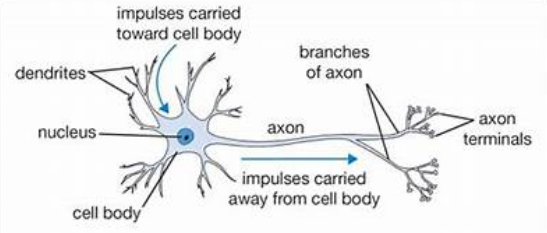 impulses carried
toward cell body
branches
of axon
dendrites
axon
terminals
nucleus
axon
impulses carried
away from cell body
cell body